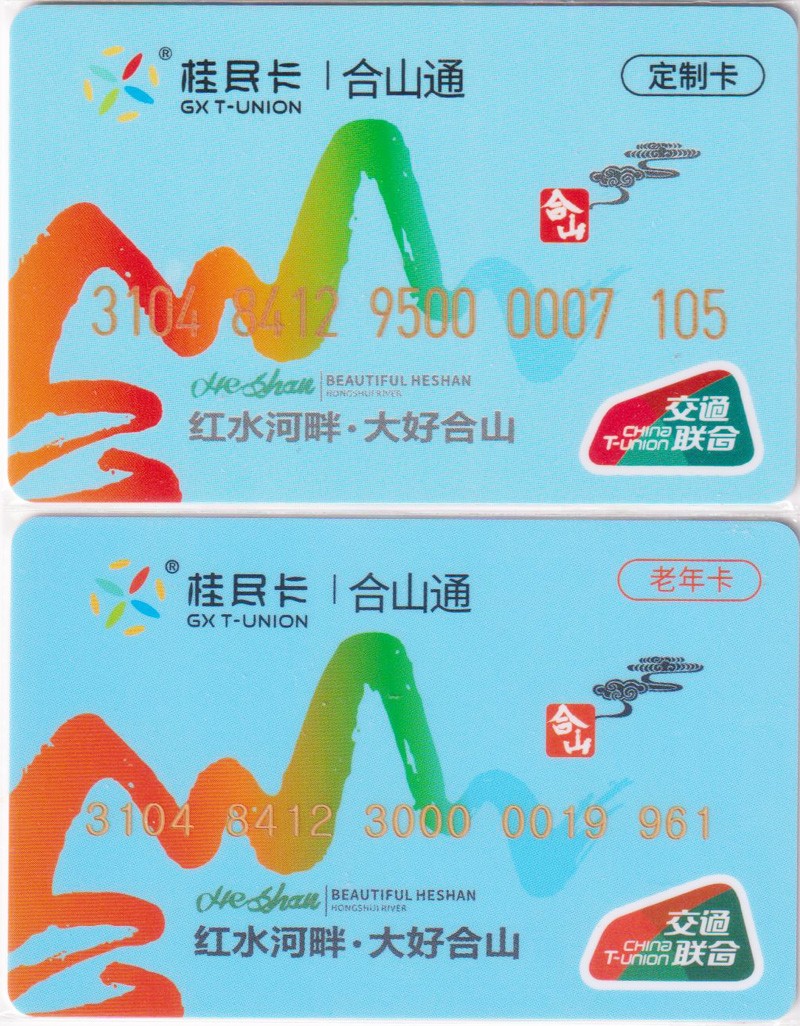 桂民卡 | 合山通
®
GX T-UNION
定制卡
合山
3104 8412 9500 0007 105
HeShan | BEAUTIFUL HESHAN
HONGSHUI RIVER
红水河畔·大好合山
交通
CHINA
T-UNION 联合
桂民卡 | 合山通
®
GX T-UNION
老年卡
合山
3104 8412 3000 0019 961
HeShan | BEAUTIFUL HESHAN
HONGSHUI RIVER
红水河畔·大好合山
交通
CHINA
T-UNION 联合